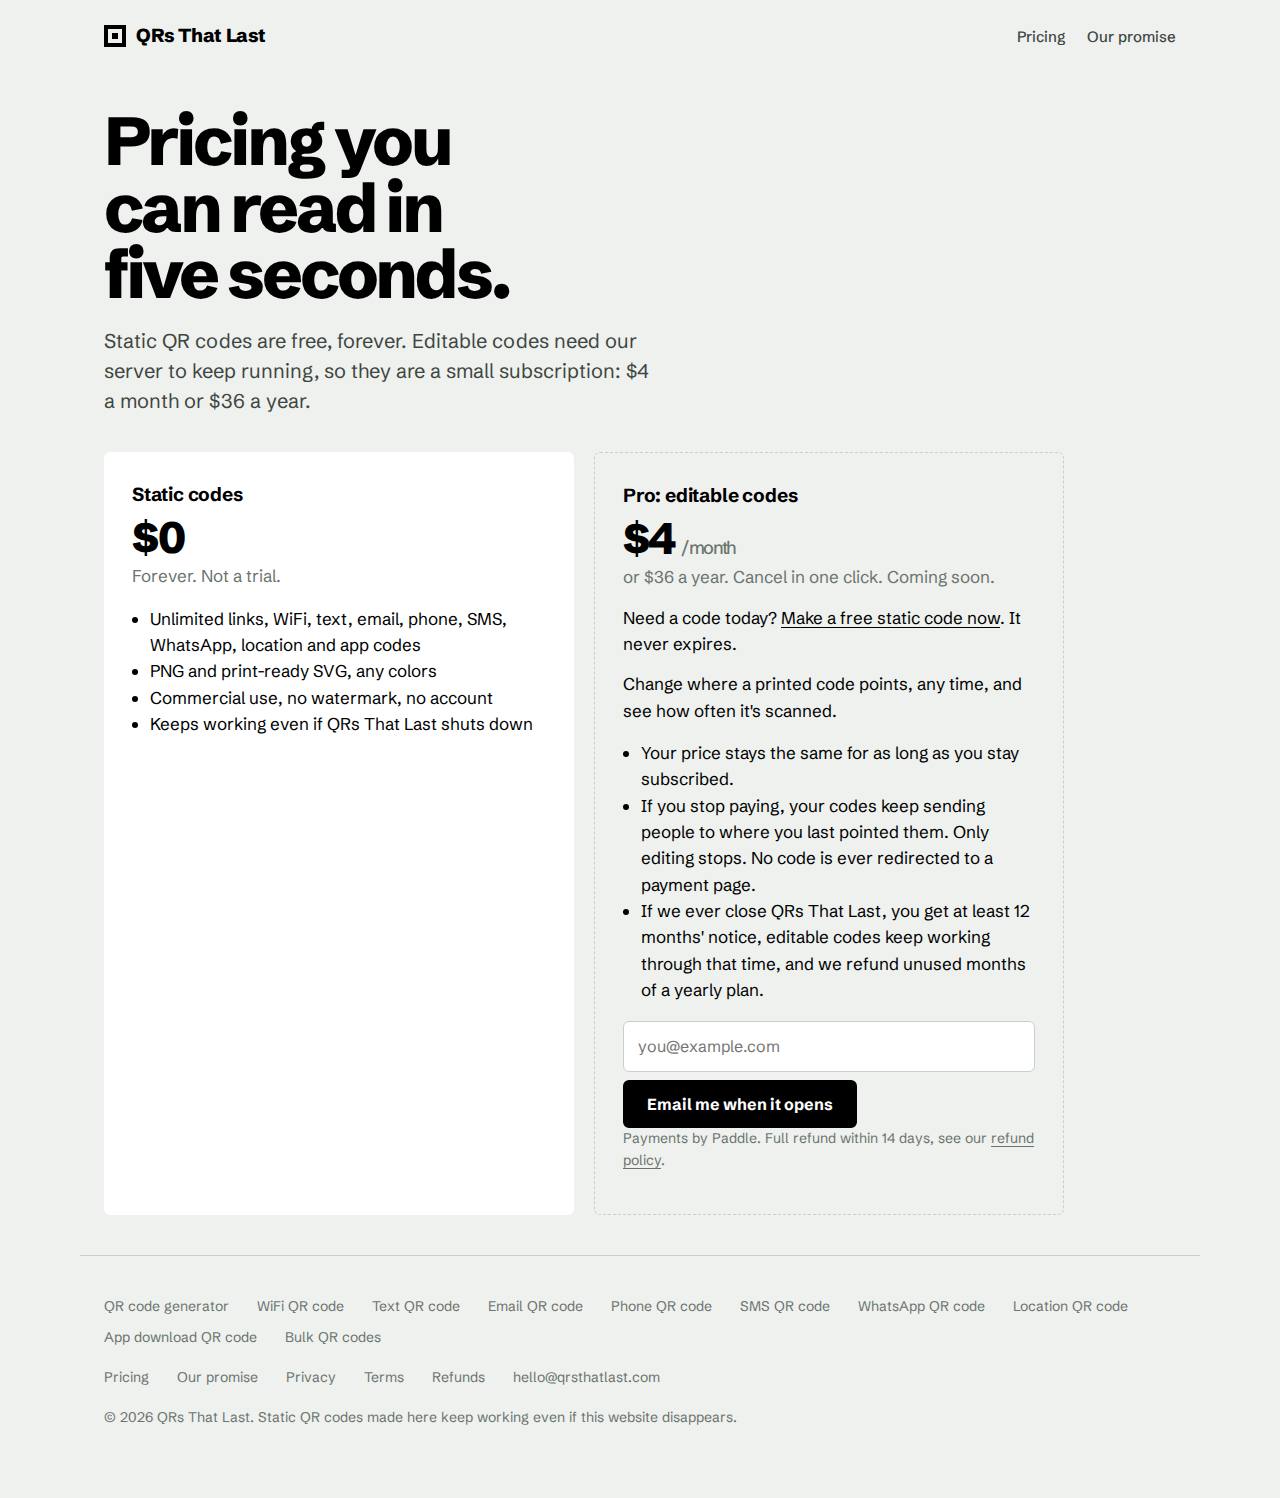 QRs That Last
Pricing
Our promise
Pricing you
can read in
five seconds.
Static QR codes are free, forever. Editable codes need our
server to keep running, so they are a small subscription: $4
a month or $36 a year.
Static codes
$0
Forever. Not a trial.
Unlimited links, WiFi, text, email, phone, SMS,
WhatsApp, location and app codes
PNG and print-ready SVG, any colors
Commercial use, no watermark, no account
Keeps working even if QRs That Last shuts down
Pro: editable codes
$4 /month
or $36 a year. Cancel in one click. Coming soon.
Need a code today? Make a free static code now. It
never expires.
Change where a printed code points, any time, and
see how often it's scanned.
Your price stays the same for as long as you stay
subscribed.
If you stop paying, your codes keep sending
people to where you last pointed them. Only
editing stops. No code is ever redirected to a
payment page.
If we ever close QRs That Last, you get at least 12
months' notice, editable codes keep working
through that time, and we refund unused months
of a yearly plan.
you@example.com
Email me when it opens
Payments by Paddle. Full refund within 14 days, see our refund
policy.
QR code generator WiFi QR code Text QR code Email QR code Phone QR code SMS QR code WhatsApp QR code Location QR code
App download QR code Bulk QR codes
Pricing Our promise Privacy Terms Refunds hello@qrsthatlast.com
© 2026 QRs That Last. Static QR codes made here keep working even if this website disappears.